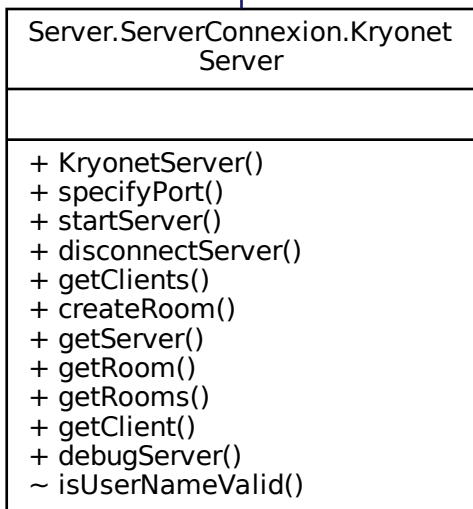 Server.ServerConnexion.Kryonet
Server
+ KryonetServer()
+ specifyPort()
+ startServer()
+ disconnectServer()
+ getClients()
+ createRoom()
+ getServer()
+ getRoom()
+ getRooms()
+ getClient()
+ debugServer()
~ isUserNameValid()